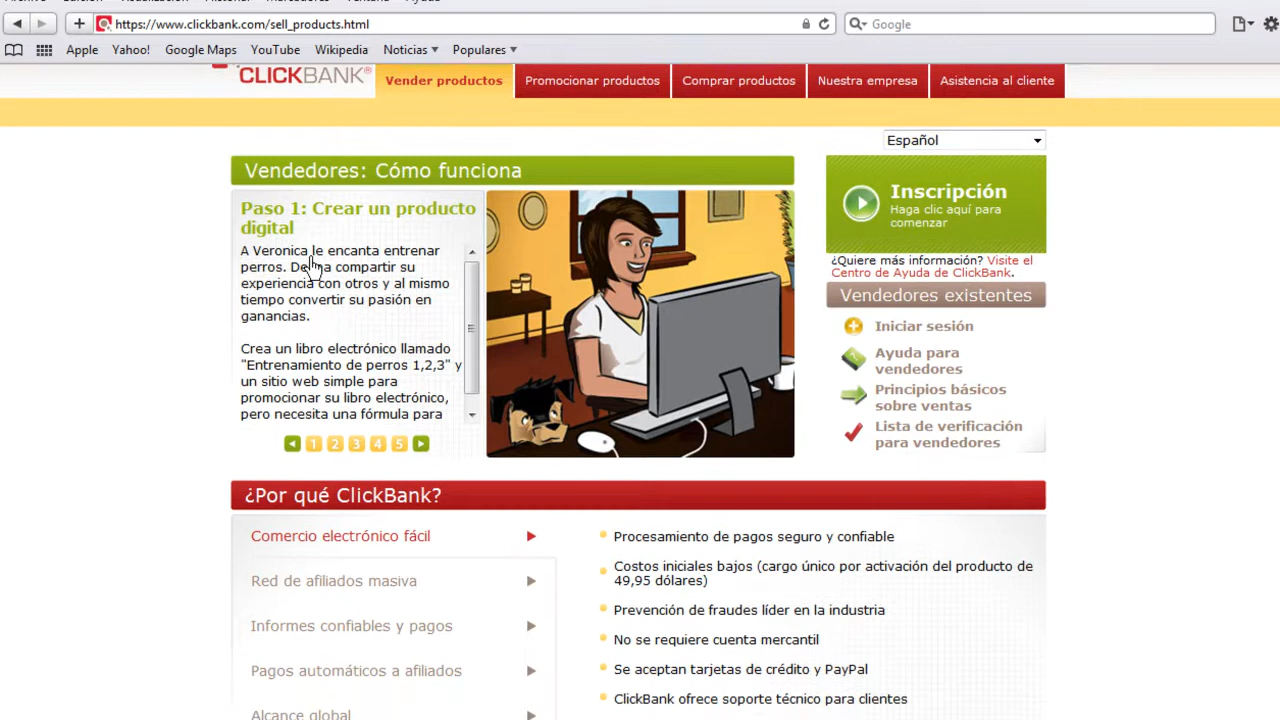 https://www.clickbank.com/sell_products.html
Google
Apple
Yahoo!
Google Maps
YouTube
Wikipedia
Noticias
Populares
CLICKBANK®
Vender productos
Promocionar productos
Comprar productos
Nuestra empresa
Asistencia al cliente
Español
Vendedores: Cómo funciona
Paso 1: Crear un producto
digital
A Veronica le encanta entrenar
perros. a compartir su
experiencia con otros y al mismo
tiempo convertir su pasión en
ganancias.
Crea un libro electrónico llamado
"Entrenamiento de perros 1,2,3" y
un sitio web simple para
promocionar su libro electrónico,
pero necesita una fórmula para
1 2 3 4 5
Inscripción
Haga clic aquí para
comenzar
¿Quiere más información? Visite el
Centro de Ayuda de ClickBank.
Vendedores existentes
Iniciar sesión
Ayuda para
vendedores
Principios básicos
sobre ventas
Lista de verificación
para vendedores
¿Por qué ClickBank?
Comercio electrónico fácil
Red de afiliados masiva
Informes confiables y pagos
Pagos automáticos a afiliados
Alcance global
Procesamiento de pagos seguro y confiable
Costos iniciales bajos (cargo único por activación del producto de
49,95 dólares)
Prevención de fraudes líder en la industria
No se requiere cuenta mercantil
Se aceptan tarjetas de crédito y PayPal
ClickBank ofrece soporte técnico para clientes